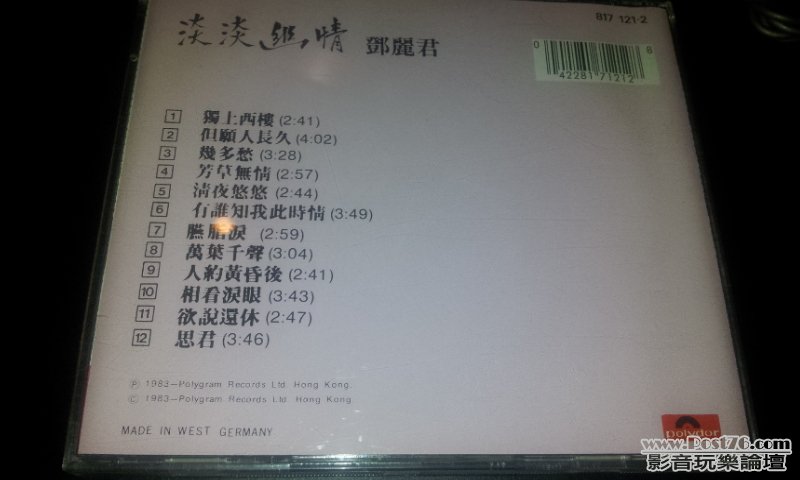 淡淡幽情 鄧麗君
817 121-2
0 42281 71212 8
1 獨上西樓 (2:41)
2 但願人長久 (4:02)
3 幾多愁 (3:28)
4 芳草無情 (2:57)
5 清夜悠悠 (2:44)
6 有誰知我此時情 (3:49)
7 胭脂淚 (2:59)
8 萬葉千聲 (3:04)
9 人約黃昏後 (2:41)
10 相看淚眼 (3:43)
11 欲說還休 (2:47)
12 思君 (3:46)
Ⓟ 1983—Polygram Records Ltd. Hong Kong.
Ⓒ 1983—Polygram Records Ltd. Hong Kong.
MADE IN WEST GERMANY
polydor
www.Post76.com
影音玩樂論壇